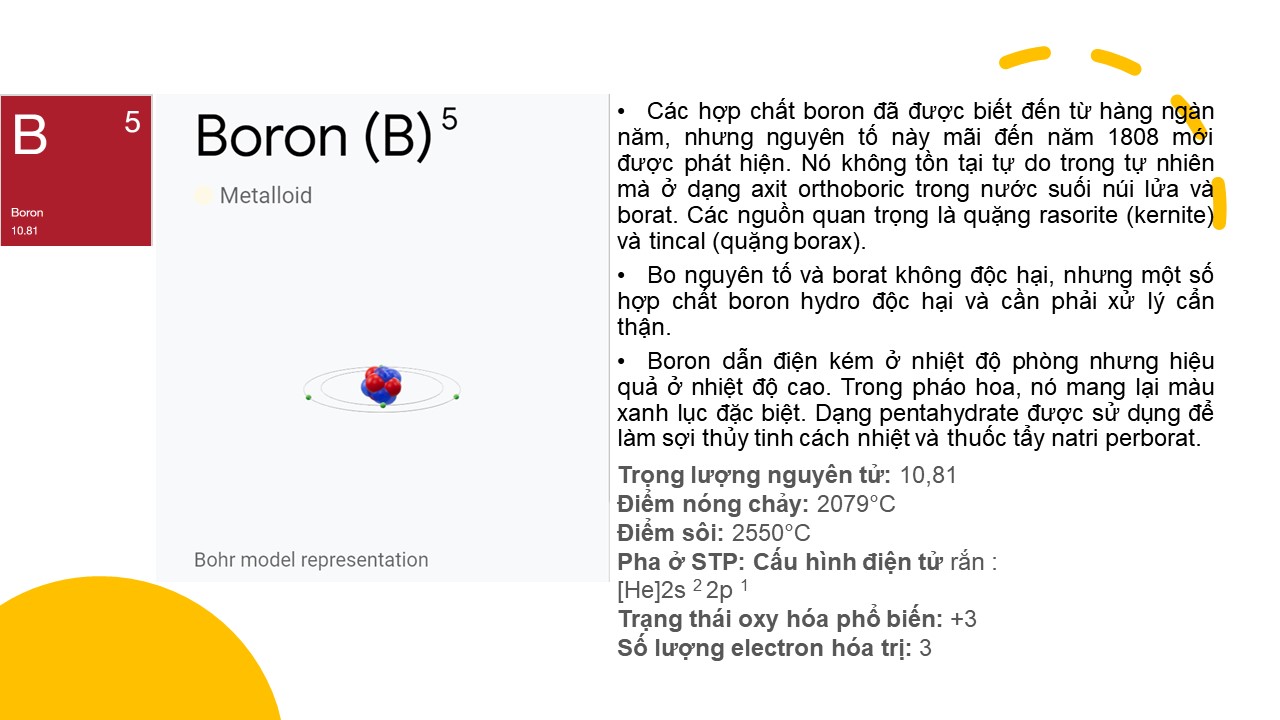 B 5
Boron
10.81
Boron (B) 5
Metalloid
Bohr model representation
• Các hợp chất boron đã được biết đến từ hàng ngàn
năm, nhưng nguyên tố này mãi đến năm 1808 mới
được phát hiện. Nó không tồn tại tự do trong tự nhiên
mà ở dạng axit orthoboric trong nước suối núi lửa và
borat. Các nguồn quan trọng là quặng rasorite (kernite)
và tincal (quặng borax).
• Bo nguyên tố và borat không độc hại, nhưng một số
hợp chất boron hydro độc hại và cần phải xử lý cẩn
thận.
• Boron dẫn điện kém ở nhiệt độ phòng nhưng hiệu
quả ở nhiệt độ cao. Trong pháo hoa, nó mang lại màu
xanh lục đặc biệt. Dạng pentahydrate được sử dụng để
làm sợi thủy tinh cách nhiệt và thuốc tẩy natri perborat.
Trọng lượng nguyên tử: 10,81
Điểm nóng chảy: 2079°C
Điểm sôi: 2550°C
Pha ở STP: Cấu hình điện tử rắn :
[He]2s 2 2p 1
Trạng thái oxy hóa phổ biến: +3
Số lượng electron hóa trị: 3